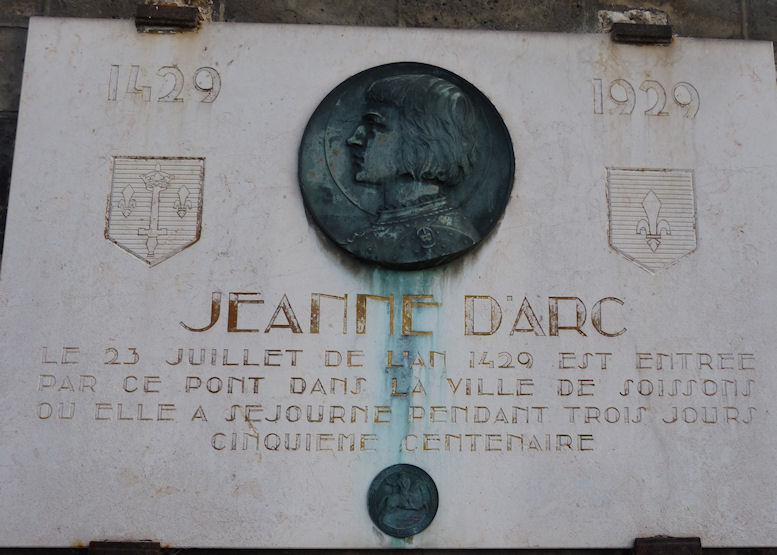 1429 1929
JEANNE D'ARC
LE 23 JUILLET DE L'AN 1429 EST ENTREE
PAR CE PONT DANS LA VILLE DE SOISSONS
OU ELLE A SEJOURNE PENDANT TROIS JOURS
CINQUIEME CENTENAIRE